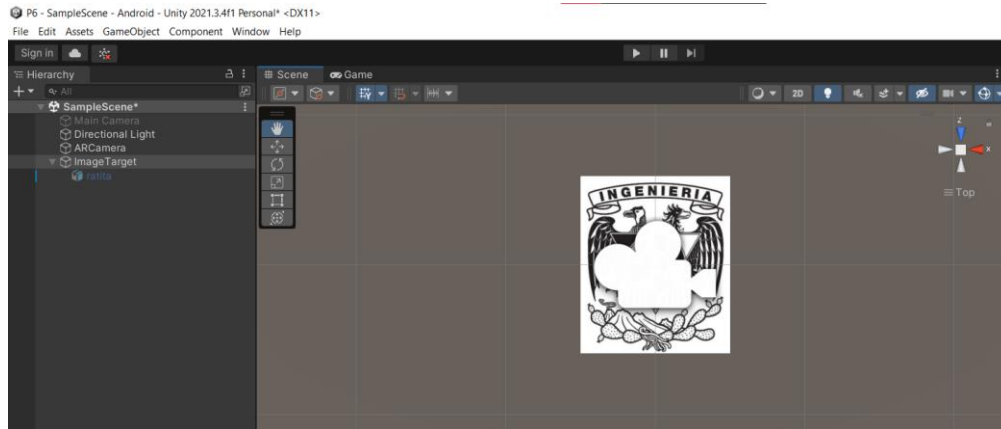 P6 - SampleScene - Android - Unity 2021.3.4f1 Personal* <DX11>
File Edit Assets GameObject Component Window Help
Sign in
Hierarchy
Scene Game
All
2D
SampleScene*
Main Camera
Directional Light
ARCamera
ImageTarget
ratita
z
x
Top
INGENIERIA